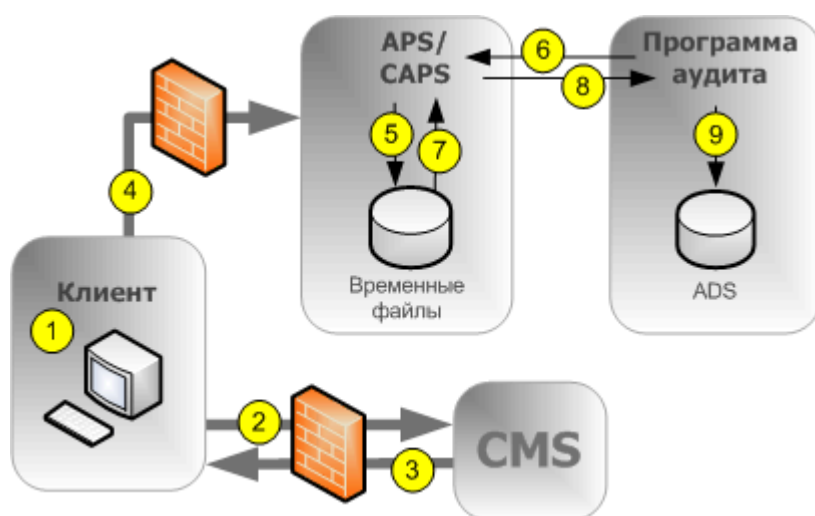 APS/
CAPS
6
8
Программа
аудита
5
7
9
4
Временные
файлы
ADS
Клиент
1
2
3
CMS